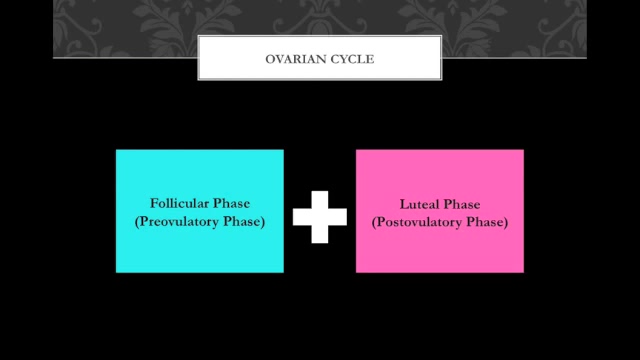 OVARIAN CYCLE
Follicular Phase
(Preovulatory Phase)
Luteal Phase
(Postovulatory Phase)